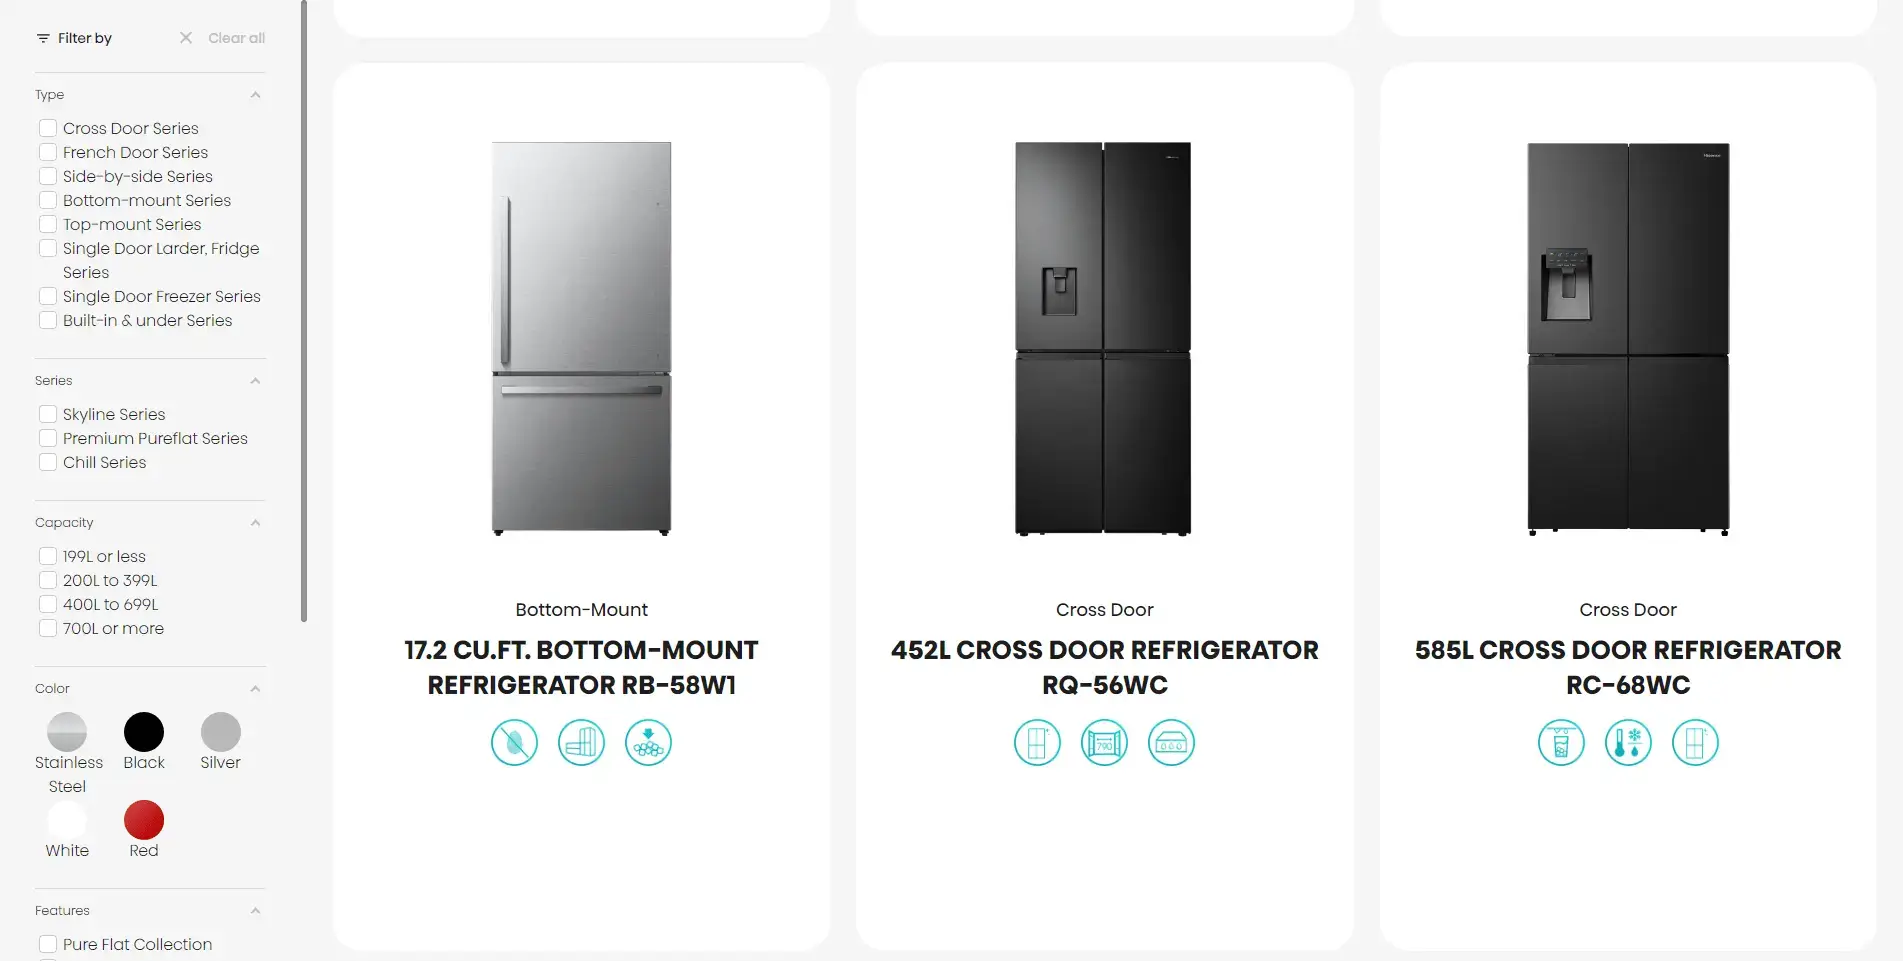 Filter by
Clear all
Type
Cross Door Series
French Door Series
Side-by-side Series
Bottom-mount Series
Top-mount Series
Single Door Larder, Fridge
Series
Single Door Freezer Series
Built-in & under Series
Series
Skyline Series
Premium Pureflat Series
Chill Series
Capacity
199L or less
200L to 399L
400L to 699L
700L or more
Color
Stainless
Steel
Black
Silver
White
Red
Features
Pure Flat Collection
Bottom-Mount
17.2 CU.FT. BOTTOM-MOUNT
REFRIGERATOR RB-58W1
Cross Door
452L CROSS DOOR REFRIGERATOR
RQ-56WC
790
Hisense
Cross Door
585L CROSS DOOR REFRIGERATOR
RC-68WC